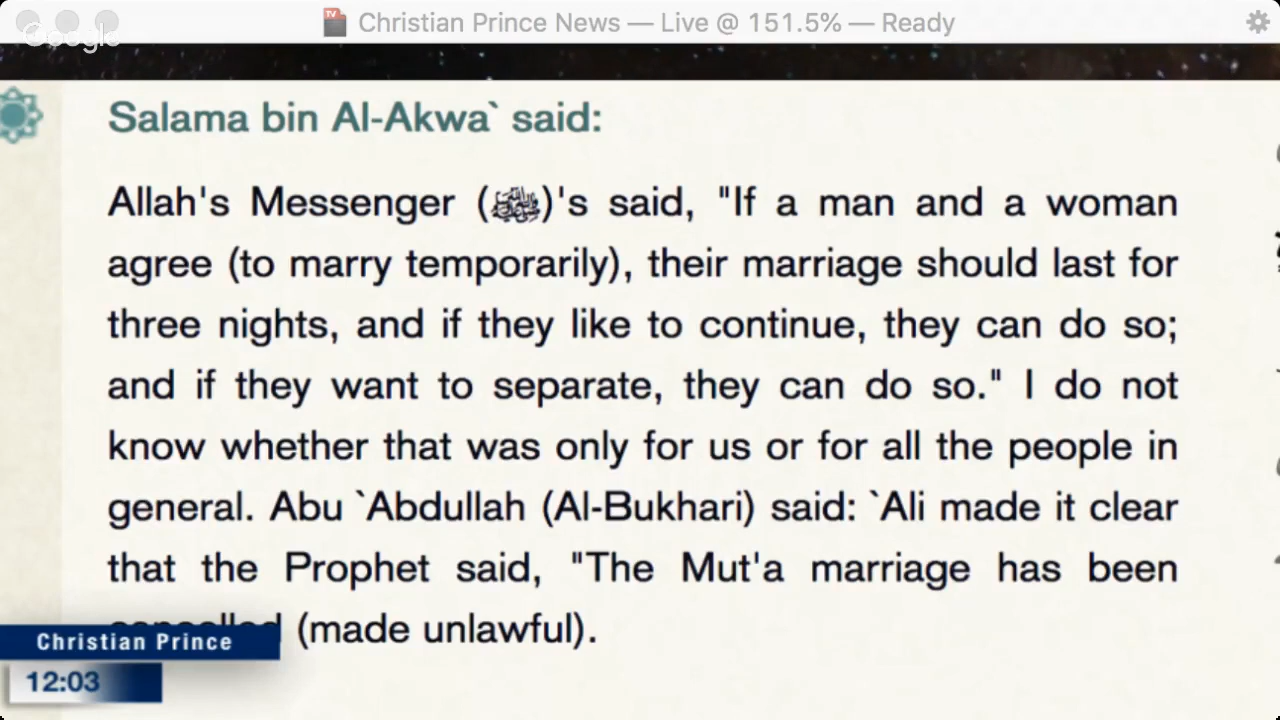 Christian Prince News — Live @ 151.5% — Ready
Google
Salama bin Al-Akwa` said:
Allah's Messenger (ﷺ)'s said, "If a man and a woman
agree (to marry temporarily), their marriage should last for
three nights, and if they like to continue, they can do so;
and if they want to separate, they can do so." I do not
know whether that was only for us or for all the people in
general. Abu `Abdullah (Al-Bukhari) said: `Ali made it clear
that the Prophet said, "The Mut'a marriage has been
cancelled (made unlawful).
Christian Prince
12:03